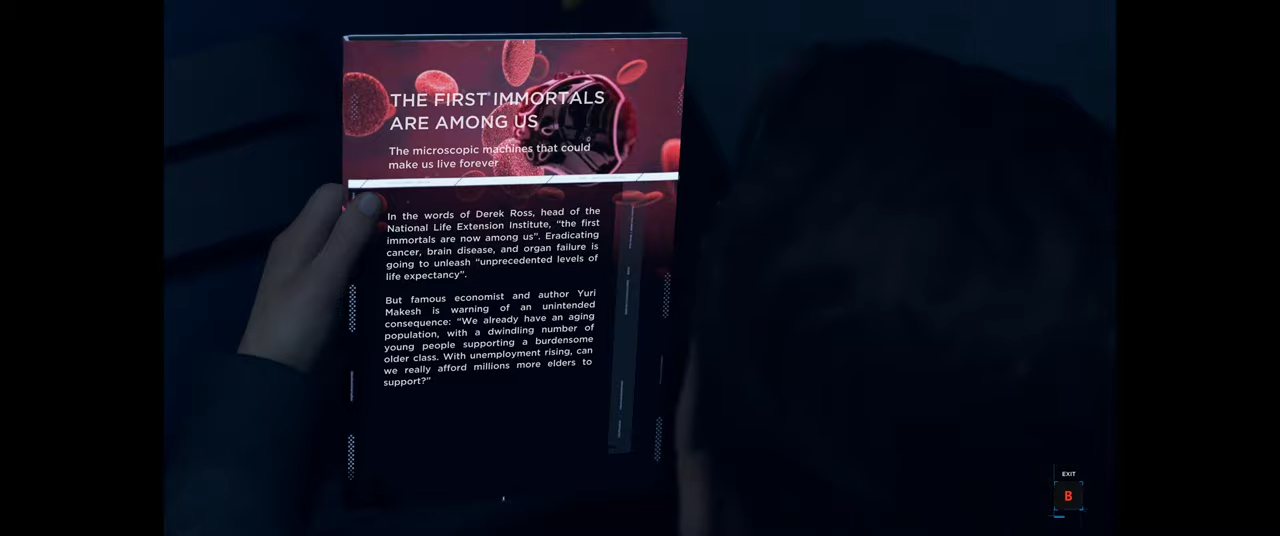 THE FIRST IMMORTALS
ARE AMONG US
The microscopic machines that could
make us live forever
In the words of Derek Ross, head of the
National Life Extension Institute, “the first
immortals are now among us”. Eradicating
cancer, brain disease, and organ failure is
going to unleash “unprecedented levels of
life expectancy”.
But famous economist and author Yuri
Makesh is warning of an unintended
consequence: “We already have an aging
population, with a dwindling number of
young people supporting a burdensome
older class. With unemployment rising, can
we really afford millions more elders to
support?”
EXIT
B